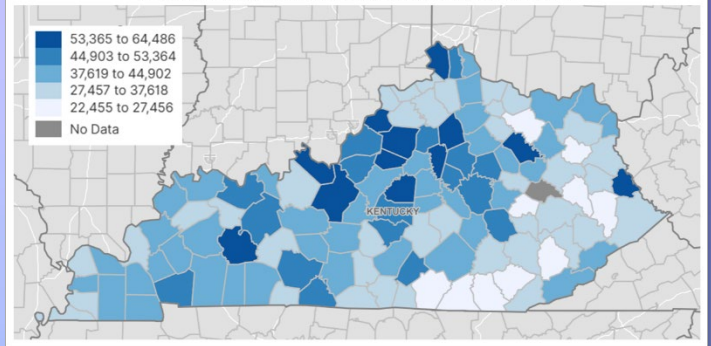 53,365 to 64,486
44,903 to 53,364
37,619 to 44,902
27,457 to 37,618
22,455 to 27,456
No Data
KENTUCKY